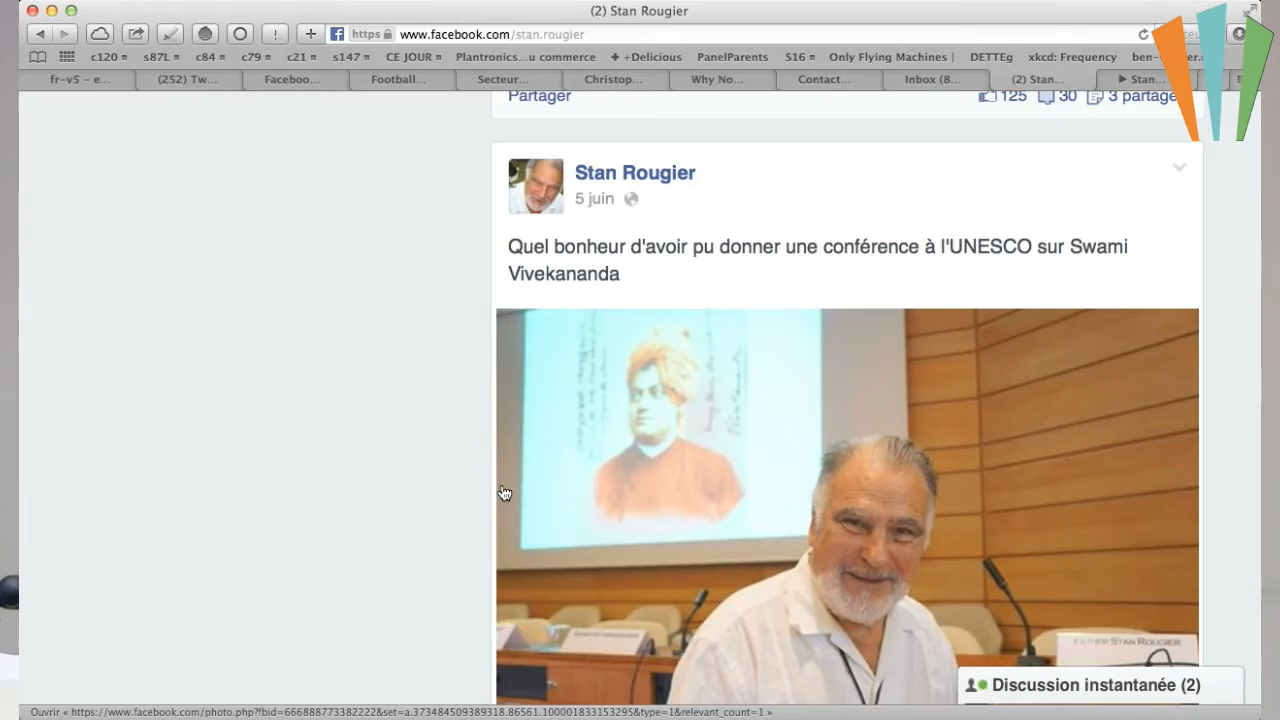 (2) Stan Rougier
https www.facebook.com/stan.rougier
c120 s87L c84 c79 c21 s147 CE JOUR Plantronics...u commerce +Delicious PanelParents S16 Only Flying Machines | DETTEg xkcd: Frequency
fr-v5 – e... (252) Tw... Faceboo... Football... Secteur... Christop... Why No... Contact... Inbox (8... (2) Stan... Stan...
Partager 125 30 3 partage
Stan Rougier
5 juin
Quel bonheur d'avoir pu donner une conférence à l'UNESCO sur Swami
Vivekananda
FATHER STAN ROUGIER
Discussion instantanée (2)
Ouvrir « https://www.facebook.com/photo.php?fbid=666888773382222&set=a.373484509389318.86561.100001833153295&type=1&relevant_count=1 »